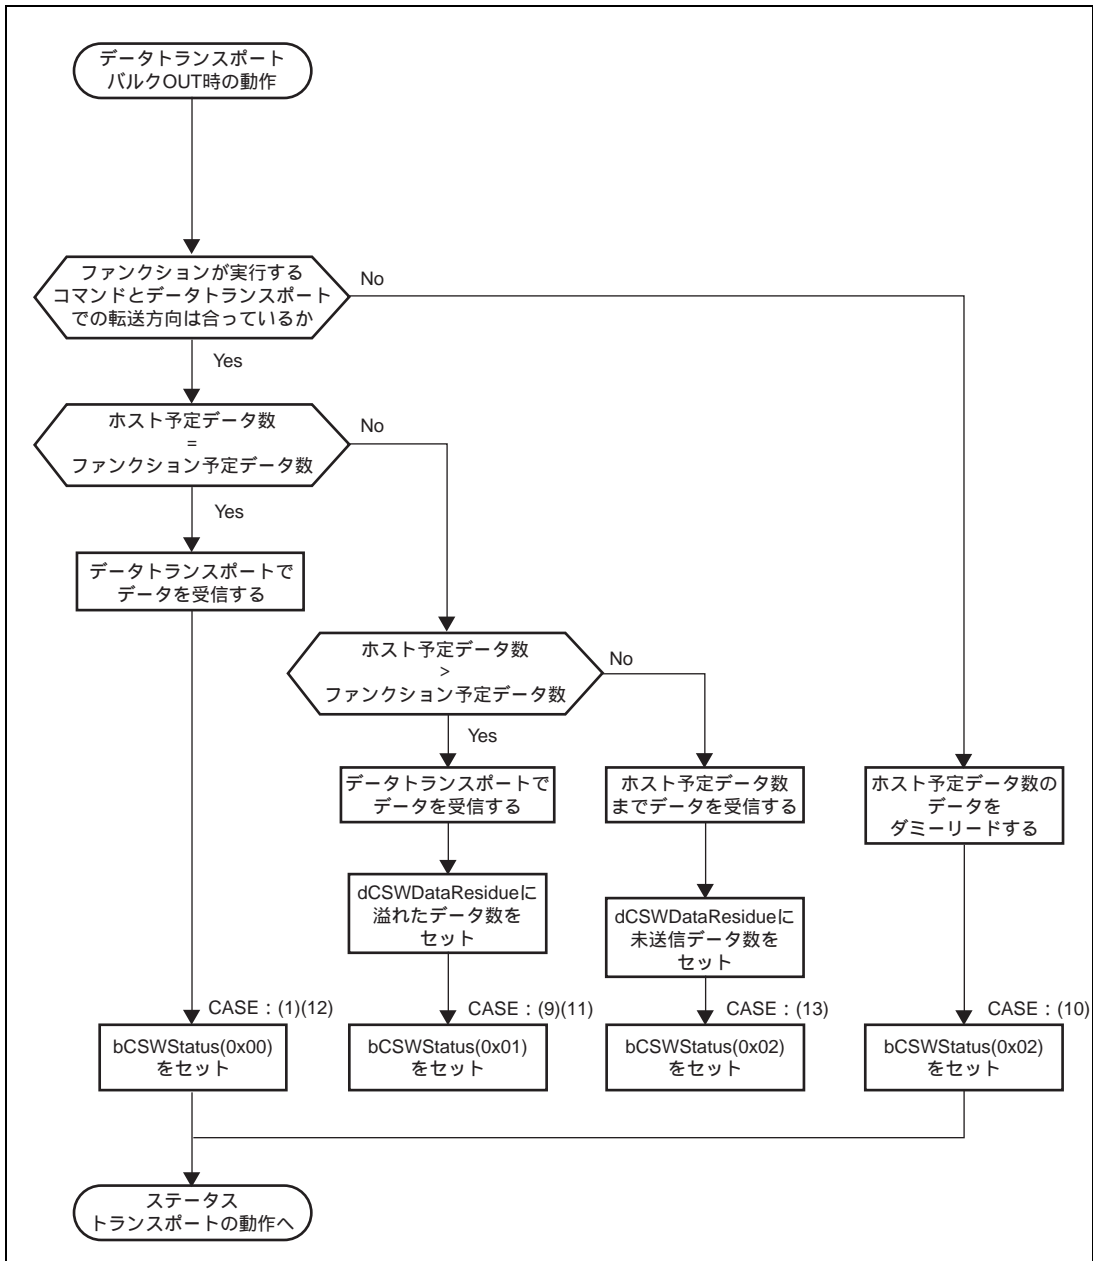 データトランスポート
バルクOUT時の動作
ファンクションが実行する
コマンドとデータトランスポート
での転送方向は合っているか
No
Yes
ホスト予定データ数
=
ファンクション予定データ数
No
Yes
データトランスポートで
データを受信する
ホスト予定データ数
>
ファンクション予定データ数
No
Yes
データトランスポートで
データを受信する
ホスト予定データ数
までデータを受信する
ホスト予定データ数の
データを
ダミーリードする
dCSWDataResidueに
溢れたデータ数を
セット
dCSWDataResidueに
未送信データ数を
セット
CASE：(1)(12)
CASE：(9)(11)
CASE：(13)
CASE：(10)
bCSWStatus(0x00)
をセット
bCSWStatus(0x01)
をセット
bCSWStatus(0x02)
をセット
bCSWStatus(0x02)
をセット
ステータス
トランスポートの動作へ